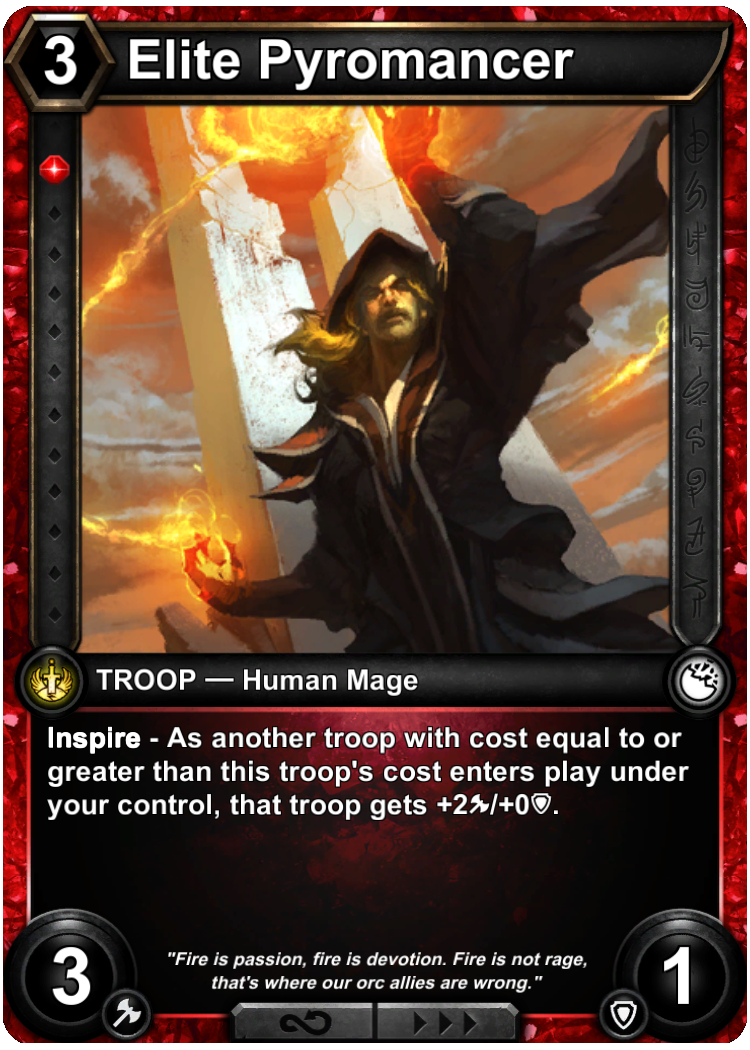 3
Elite Pyromancer
TROOP — Human Mage
Inspire - As another troop with cost equal to or
greater than this troop's cost enters play under
your control, that troop gets +2/+0.
"Fire is passion, fire is devotion. Fire is not rage,
that's where our orc allies are wrong."
3
1